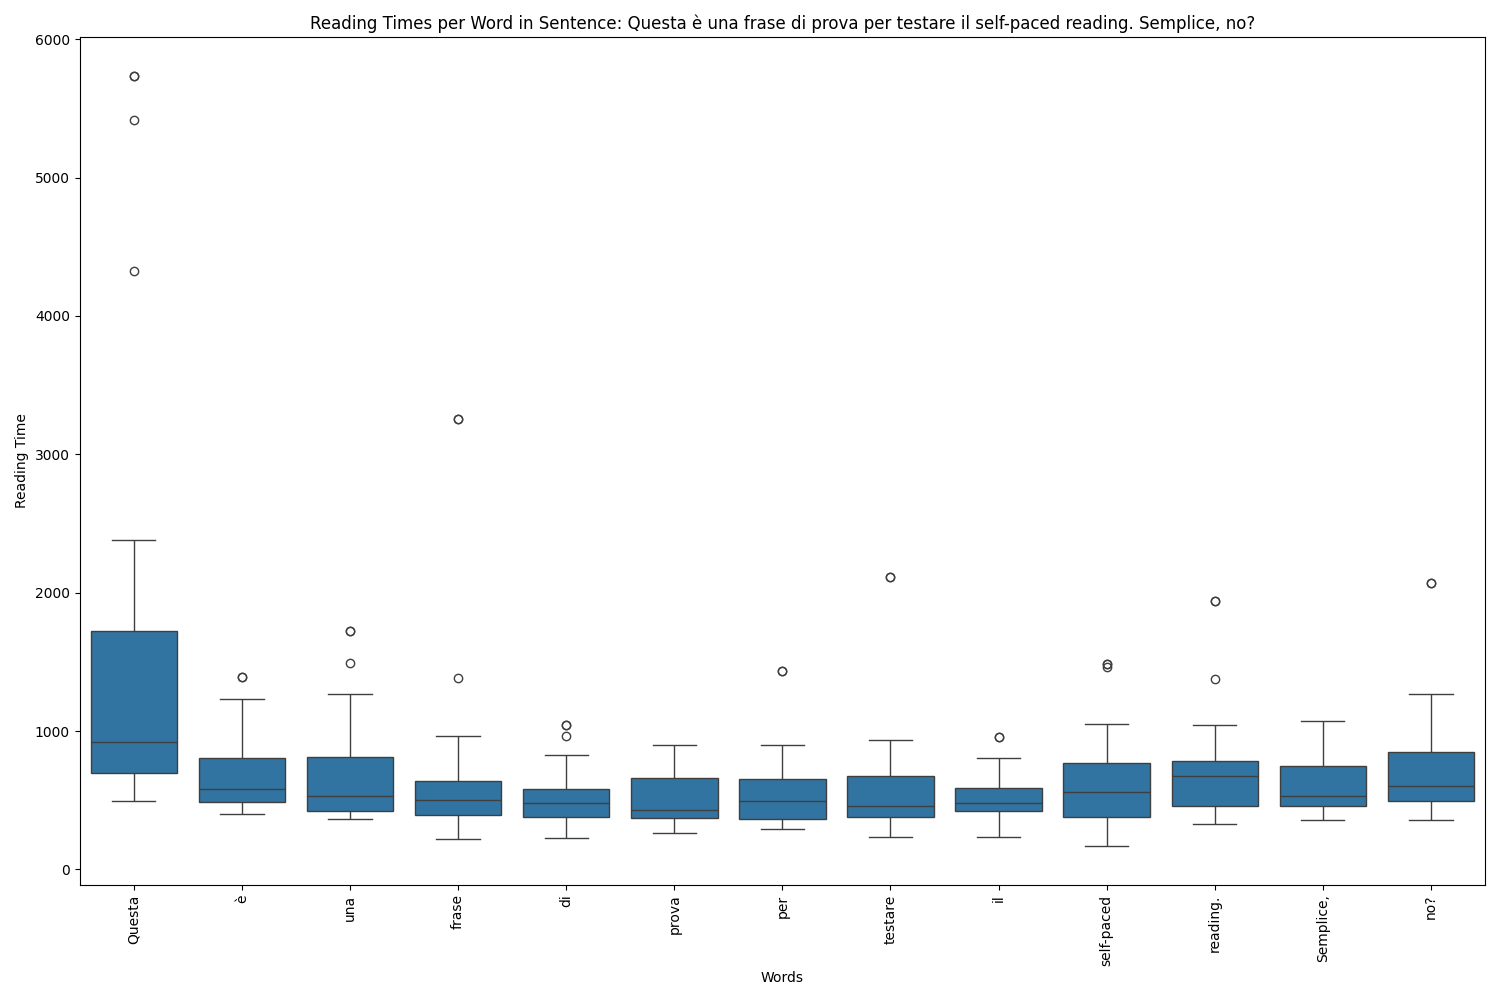 Reading Times per Word in Sentence: Questa è una frase di prova per testare il self-paced reading. Semplice, no?
6000
5000
4000
3000
2000
1000
0
Reading Time
Questa
è
una
frase
di
prova
per
testare
il
self-paced
reading.
Semplice,
no?
Words